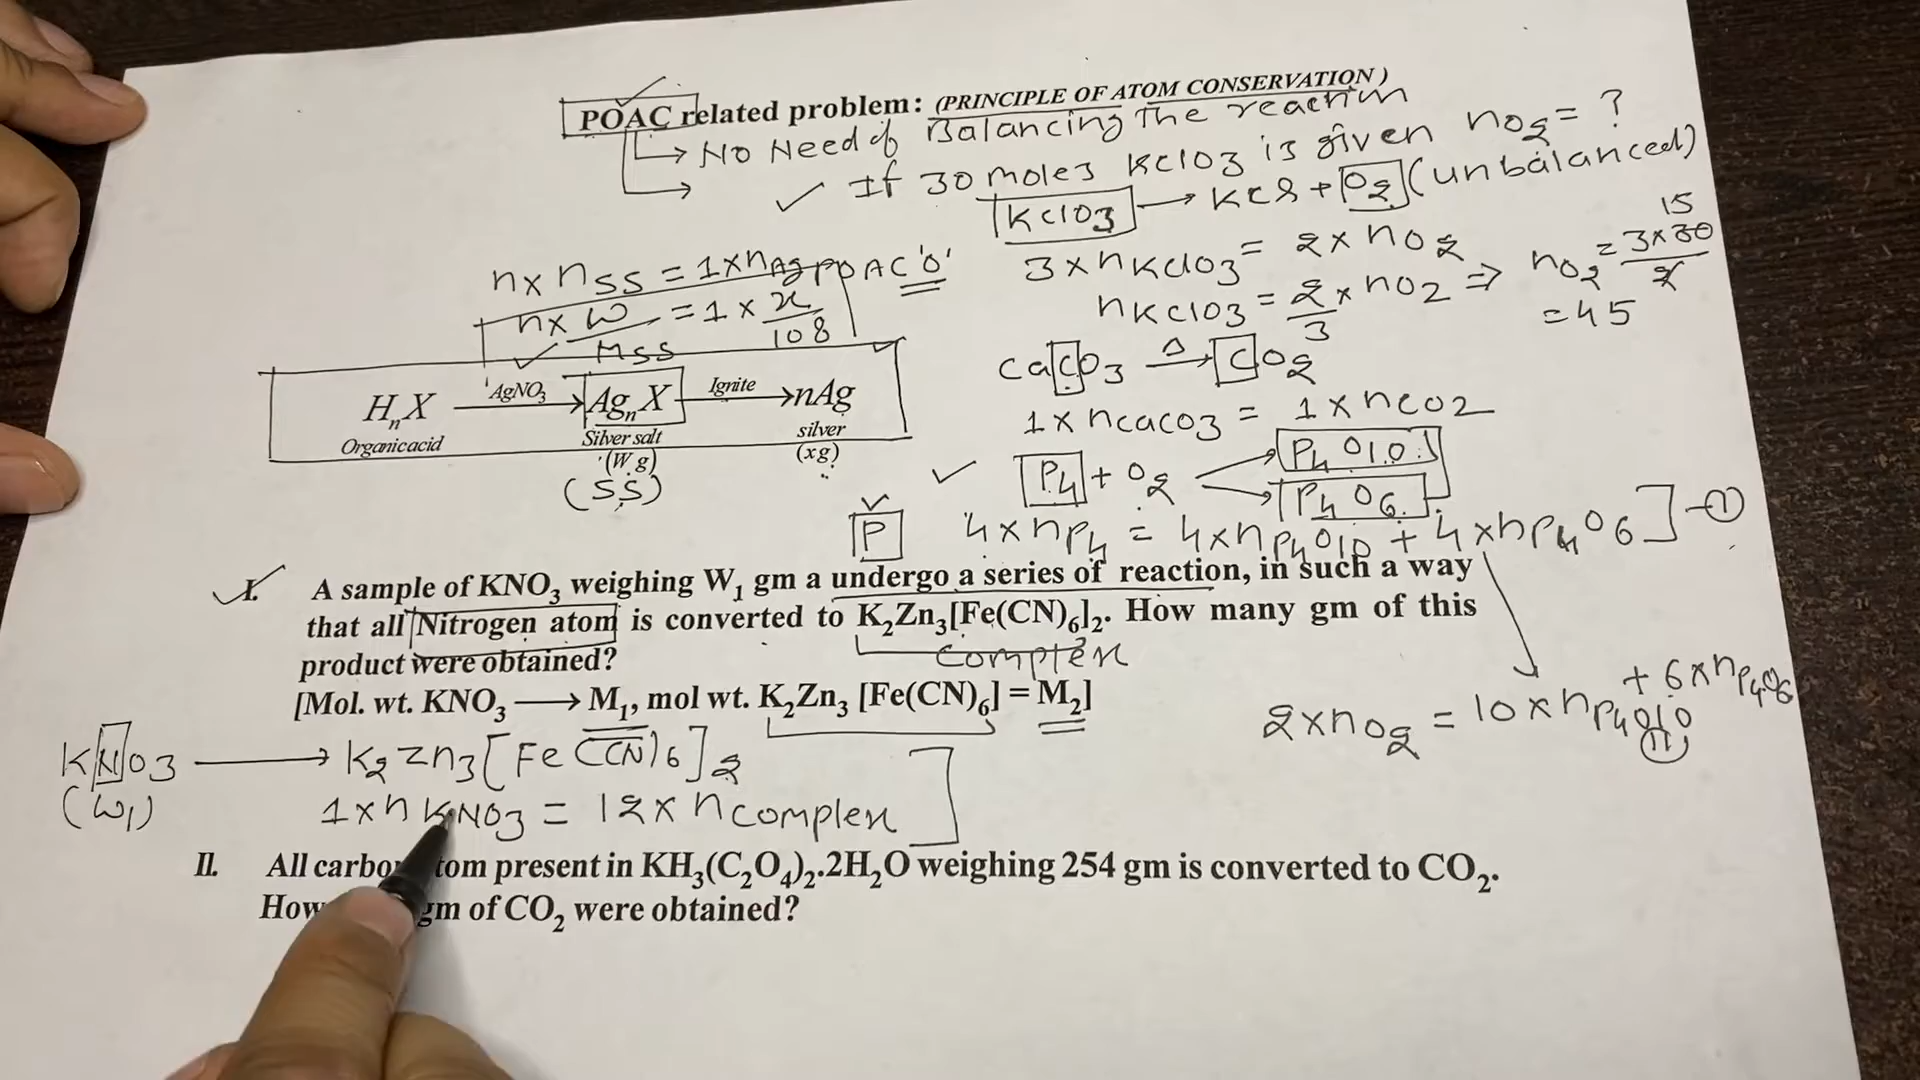 POAC related problem: (PRINCIPLE OF ATOM CONSERVATION)
→ No Need of Balancing The reaction
→ ✓ If 30 moles KClO3 is given nO2 = ?
KClO3 → KCl + O2 (unbalanced)
3 × nKClO3 = 2 × nO2
nKClO3 = 2/3 × nO2 ⇒ nO2 = 3×30/2
15
= 45
n × nSS = 1 × nAg POAC 'O'
n × W/MSS = 1 × x/108
HnX AgNO3 → AgnX Ignite → nAg
Organic acid Silver salt silver
(W g) (xg)
(SS)
CaCO3 Δ→ CO2
1 × nCaCO3 = 1 × nCO2
✓ P4 + O2 → P4O10
→ P4O6
P 4 × nP4 = 4 × nP4O10 + 4 × nP4O6] – ①
I. A sample of KNO3 weighing W1 gm a undergo a series of reaction, in such a way
that all Nitrogen atom is converted to K2Zn3[Fe(CN)6]2. How many gm of this
product were obtained?
complex
[Mol. wt. KNO3 → M1, mol wt. K2Zn3 [Fe(CN)6] = M2]
2 × nO2 = 10 × nP4O10 + 6 × nP4O6
(11)
KNO3 → K2Zn3[Fe(CN)6]2
(W1) 1 × nKNO3 = 12 × ncomplex
II. All carbo tom present in KH3(C2O4)2.2H2O weighing 254 gm is converted to CO2.
How gm of CO2 were obtained?